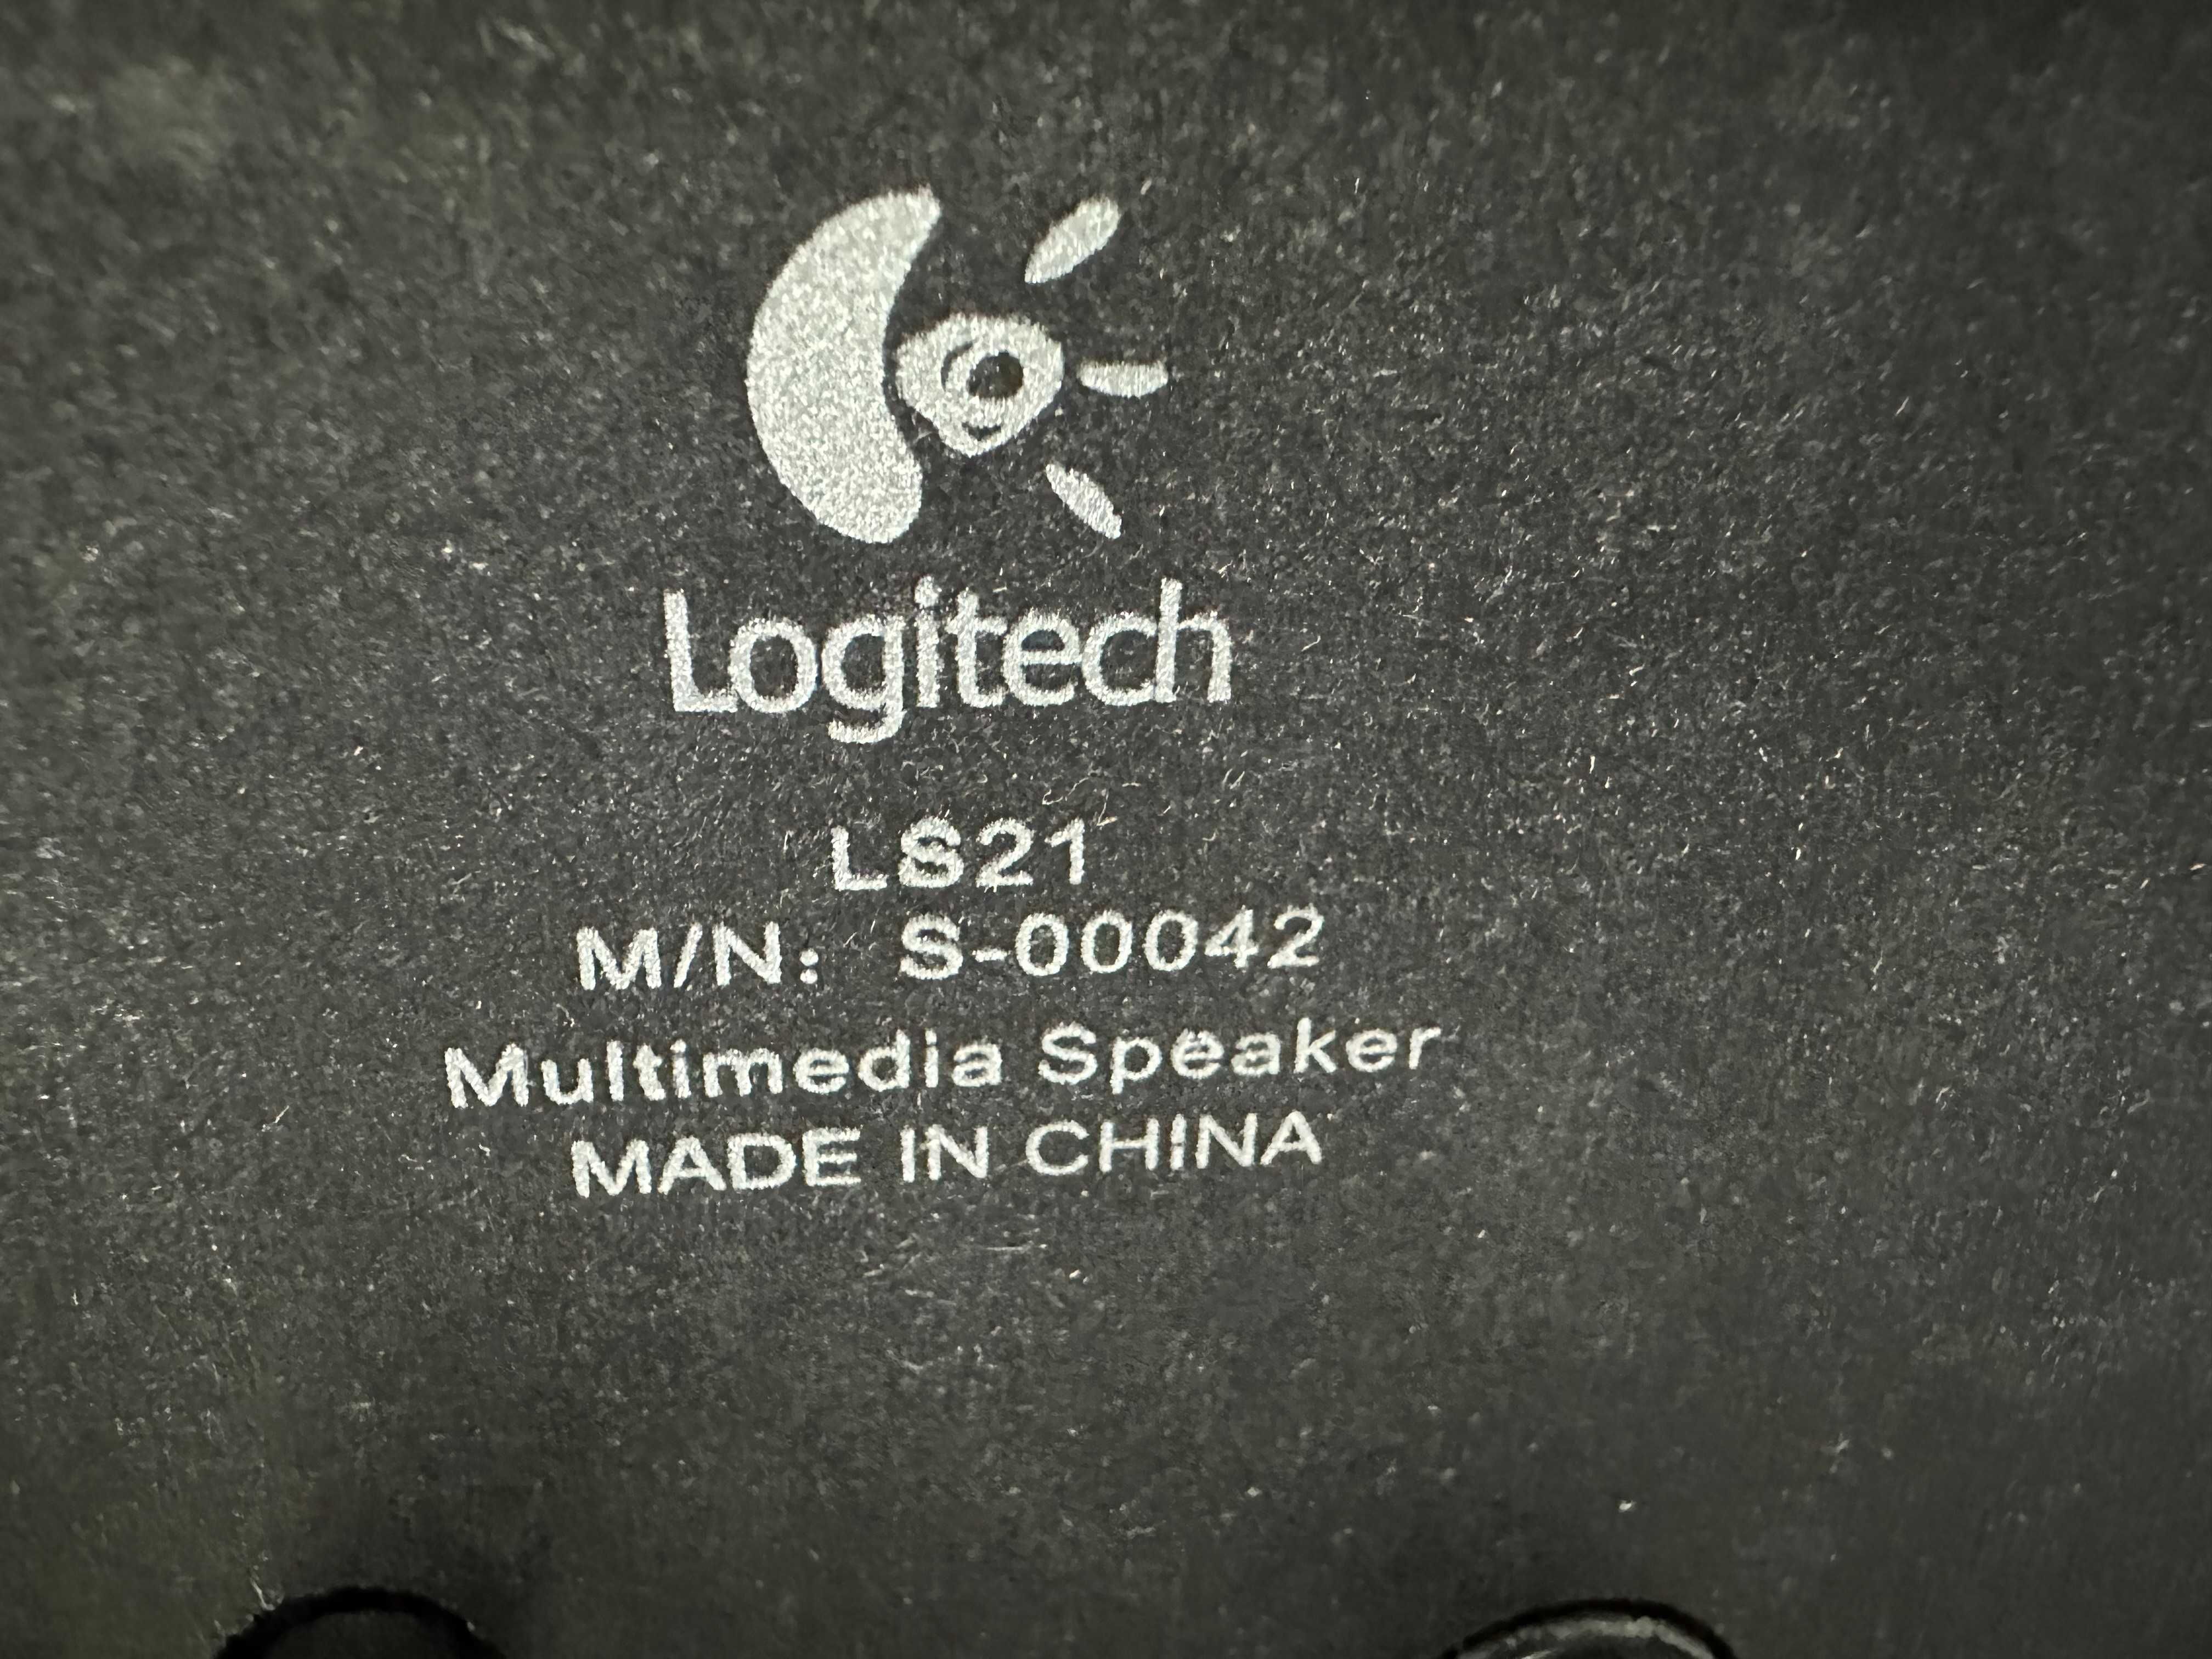 Logitech
LS21
M/N: S-00042
Multimedia Speaker
MADE IN CHINA